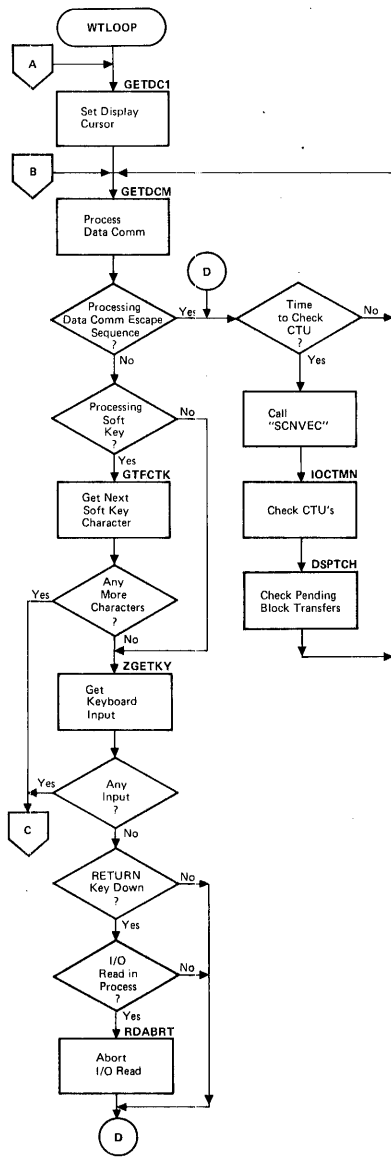 WTLOOP
A
GETDC1
Set Display
Cursor
B
GETDCM
Process
Data Comm
D
Processing
Data Comm Escape
Sequence
?
Yes
No
Time
to Check
CTU
?
No
Yes
Processing
Soft
Key
?
No
Yes
Call
"SCNVEC"
GTFCTK
Get Next
Soft Key
Character
IOCTMN
Check CTU's
Any
More
Characters
?
Yes
No
DSPTCH
Check Pending
Block Transfers
ZGETKY
Get
Keyboard
Input
Any
Input
?
Yes
No
C
RETURN
Key Down
?
No
Yes
I/O
Read in
Process
?
No
Yes
RDABRT
Abort
I/O Read
D